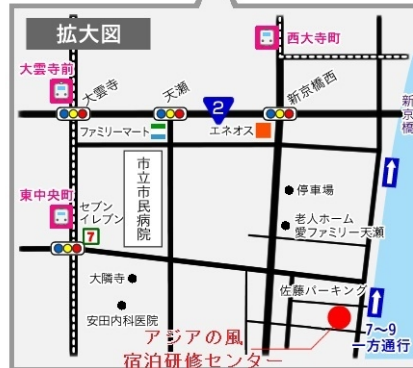 拡大図
西大寺町
大雲寺前
大雲寺
天瀬
2
新京橋西
新京橋
ファミリーマート
エネオス
市立市民病院
停車場
東中央町
セブン
イレブン
7
老人ホーム
愛ファミリー天瀬
大隣寺
佐藤パーキング
安田内科医院
アジアの風
宿泊研修センター
7〜9
一方通行